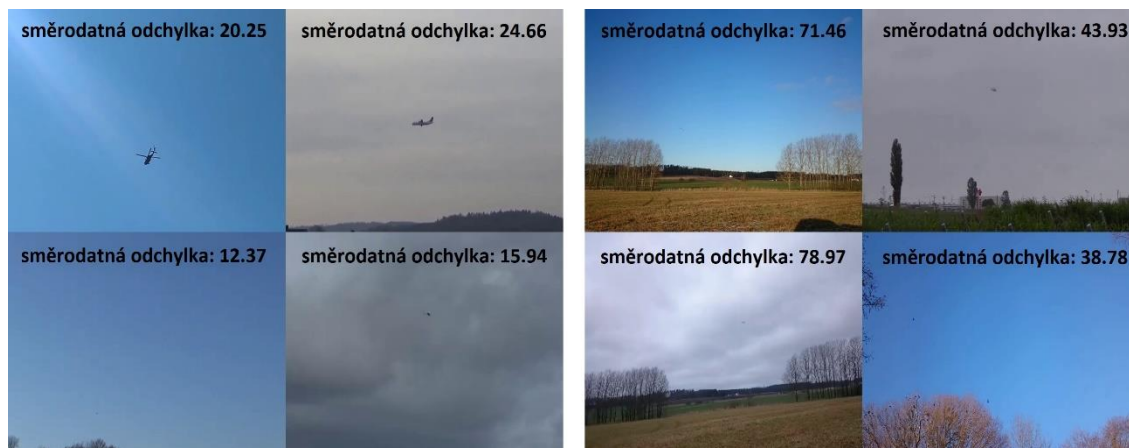 směrodatná odchylka: 20.25
směrodatná odchylka: 24.66
směrodatná odchylka: 71.46
směrodatná odchylka: 43.93
směrodatná odchylka: 12.37
směrodatná odchylka: 15.94
směrodatná odchylka: 78.97
směrodatná odchylka: 38.78